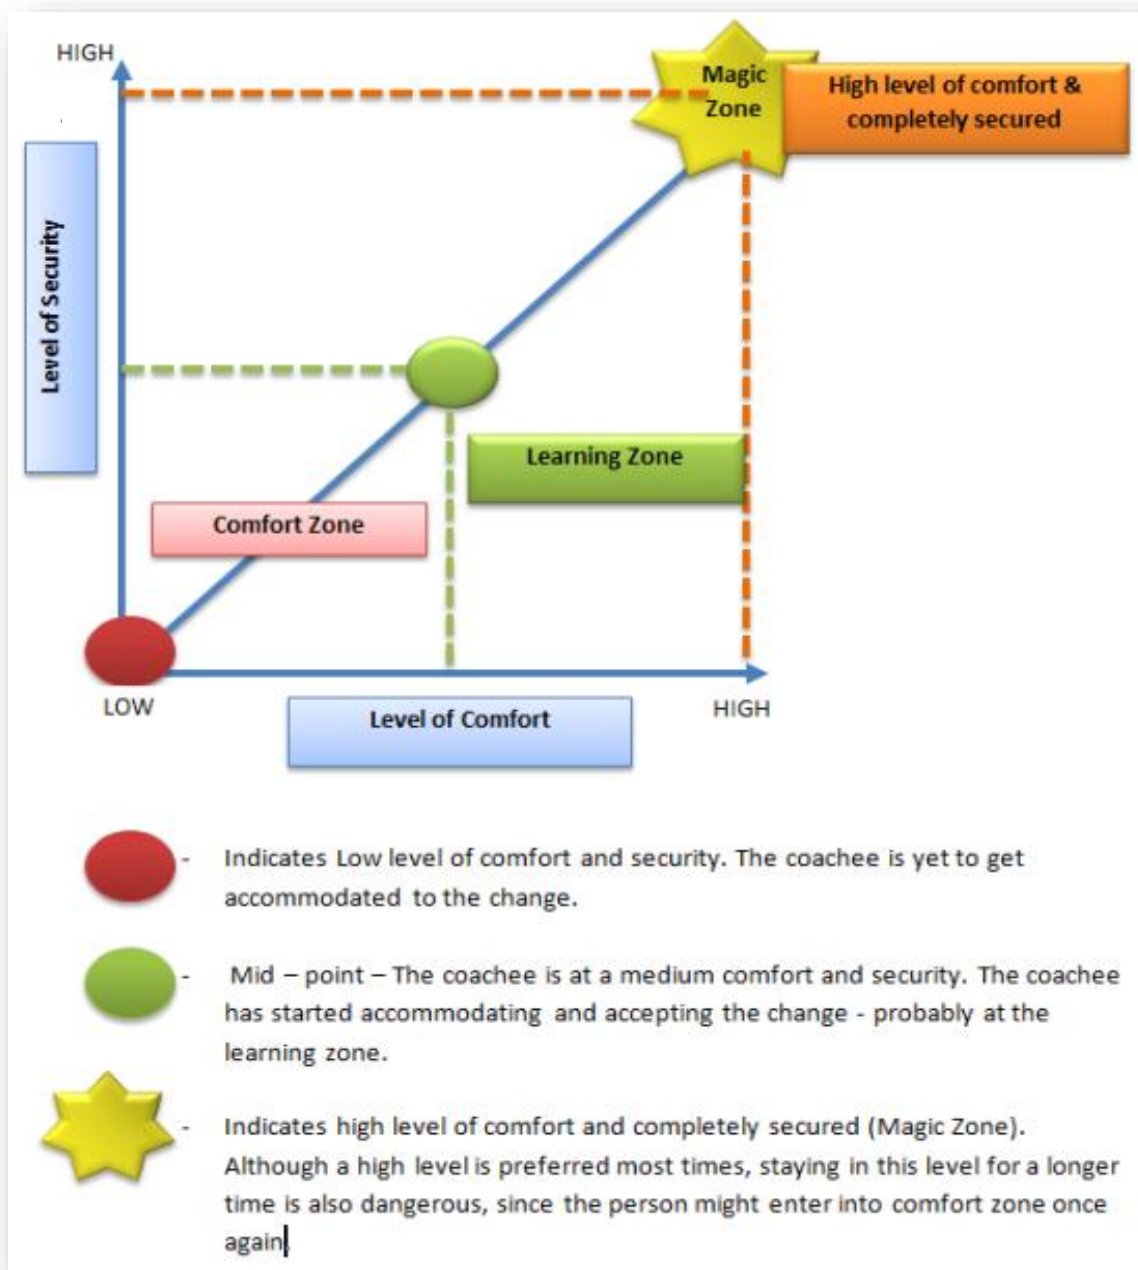 HIGH
Magic
Zone
High level of comfort &
completely secured
Level of Security
Learning Zone
Comfort Zone
LOW
HIGH
Level of Comfort
- Indicates Low level of comfort and security. The coachee is yet to get
accommodated to the change.
- Mid – point – The coachee is at a medium comfort and security. The coachee
has started accommodating and accepting the change - probably at the
learning zone.
- Indicates high level of comfort and completely secured (Magic Zone).
Although a high level is preferred most times, staying in this level for a longer
time is also dangerous, since the person might enter into comfort zone once
again.